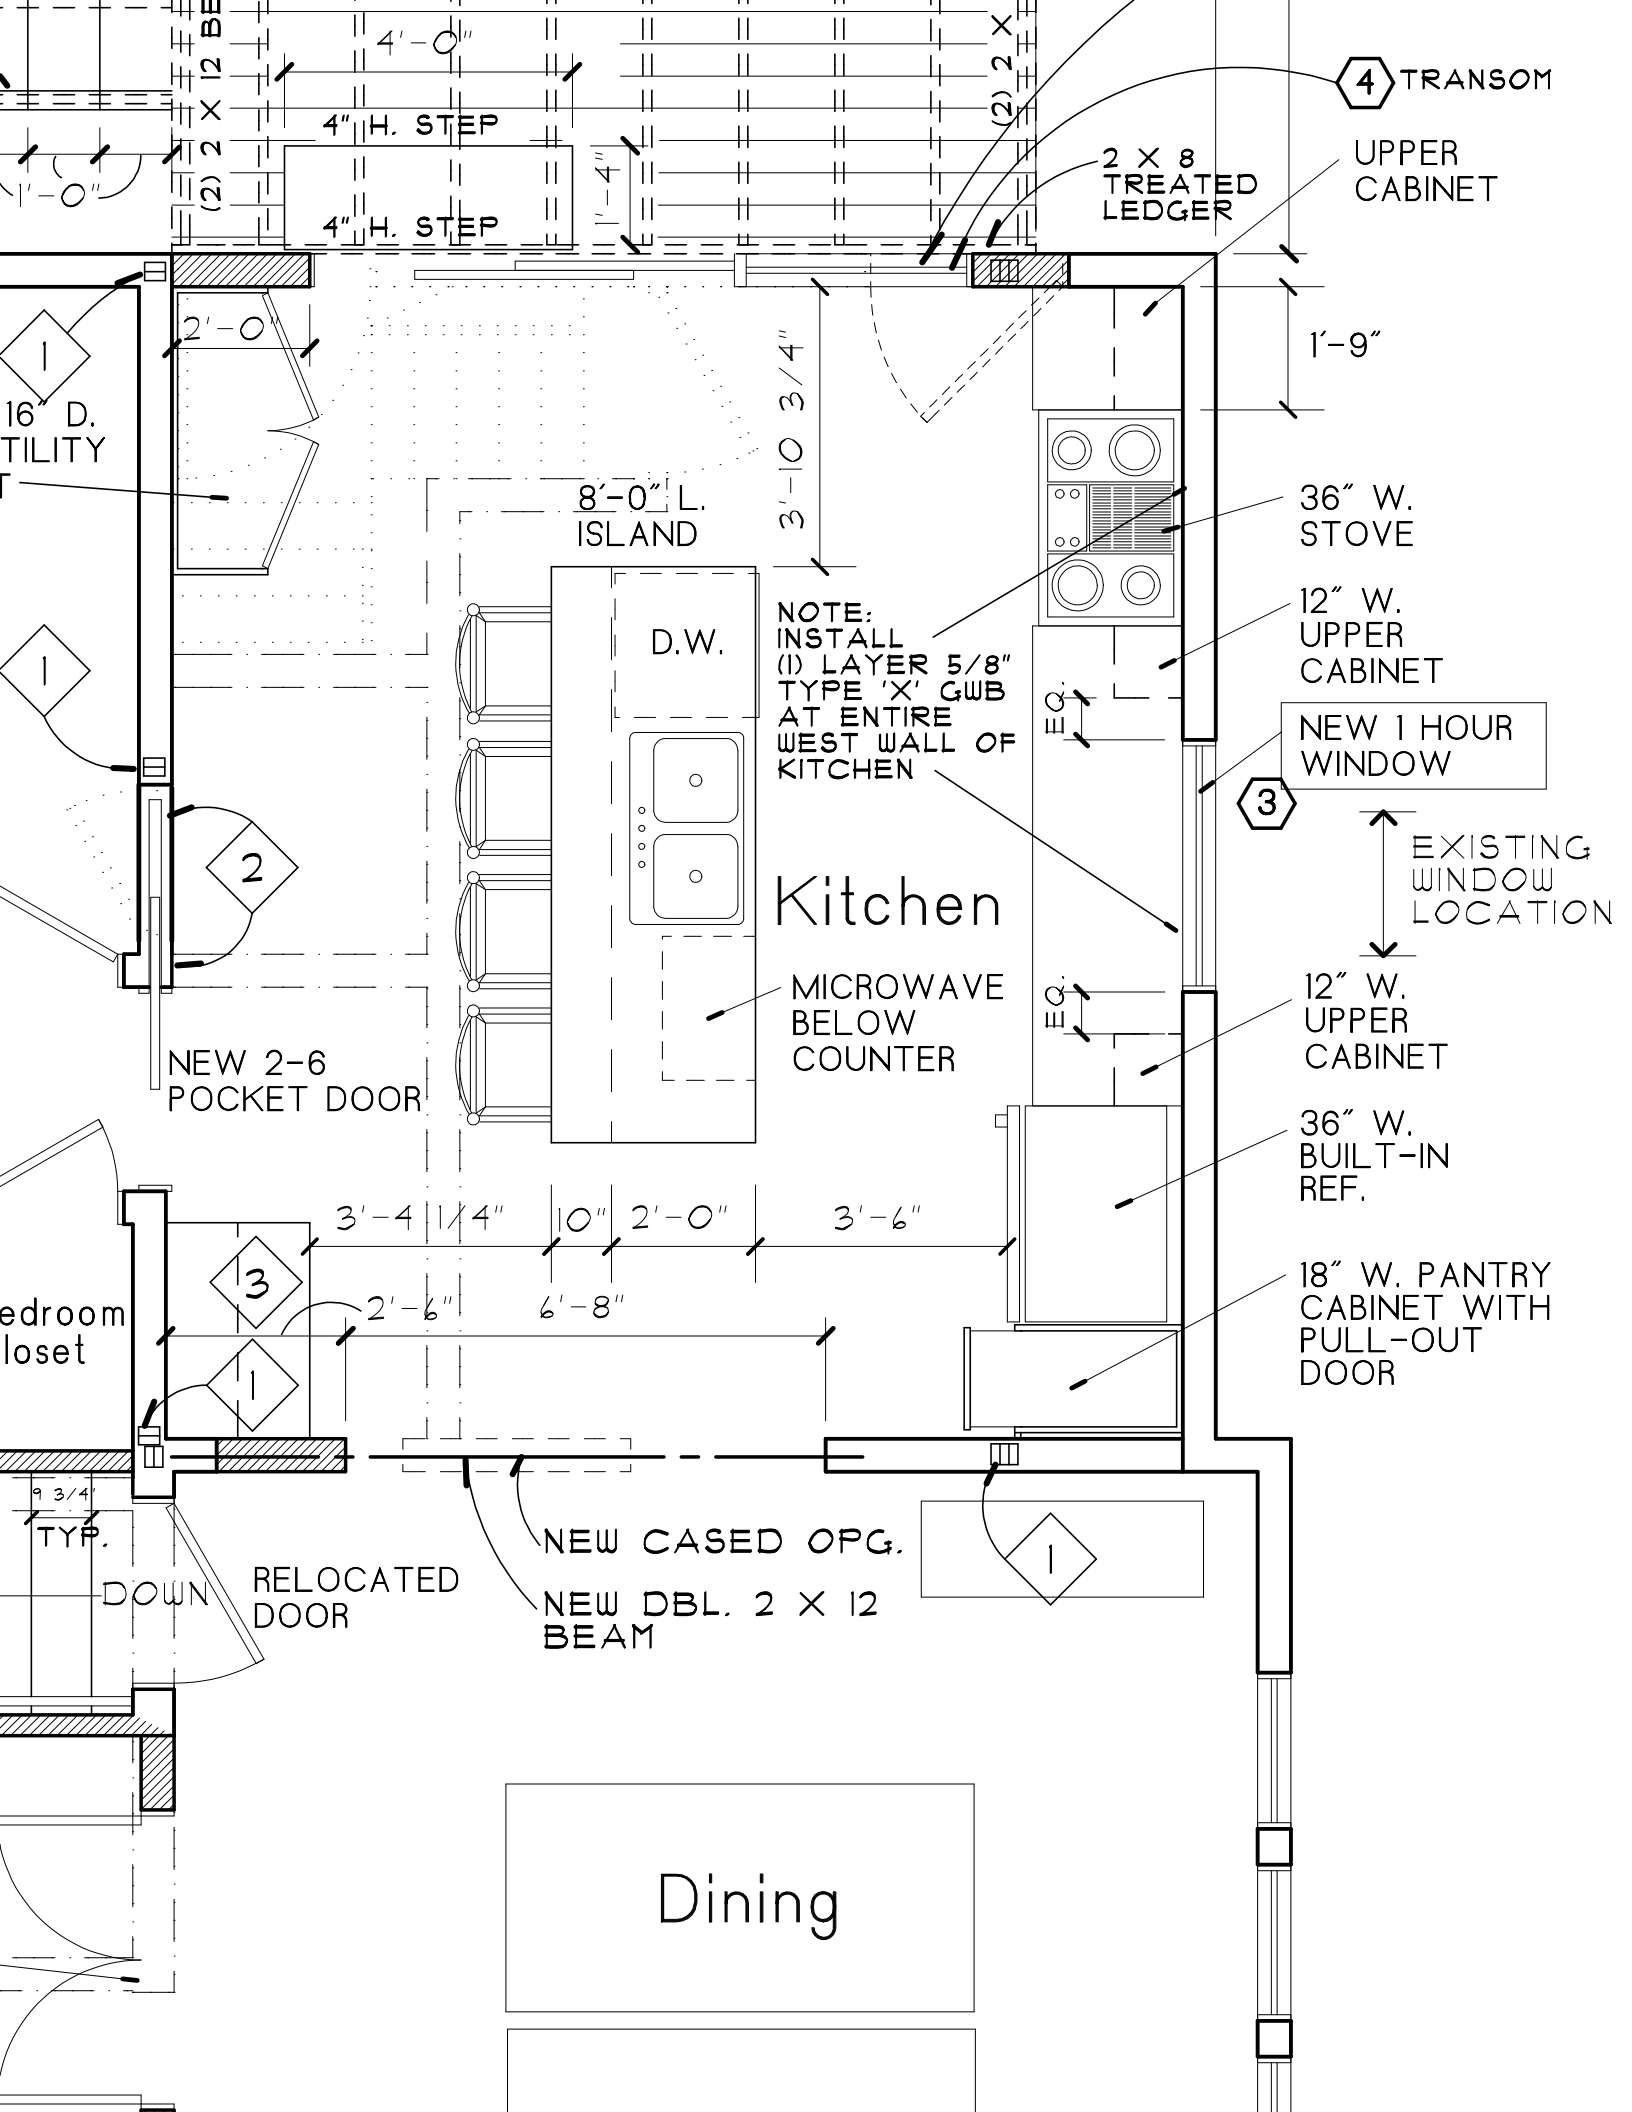 (2) 2 X 12 BE
4'-0"
4" H. STEP
4" H. STEP
1'-4"
(2) 2 X
4 TRANSOM
2 X 8
TREATED
LEDGER
UPPER
CABINET
1'-0"
1
2'-0"
16" D.
TILITY
T
3'-10 3/4"
1'-9"
8'-0" L.
ISLAND
36" W.
STOVE
D.W.
NOTE:
INSTALL
(1) LAYER 5/8"
TYPE 'X' GWB
AT ENTIRE
WEST WALL OF
KITCHEN
12" W.
UPPER
CABINET
1
EQ.
NEW 1 HOUR
WINDOW
3
EXISTING
WINDOW
LOCATION
2
Kitchen
MICROWAVE
BELOW
COUNTER
EQ.
12" W.
UPPER
CABINET
NEW 2-6
POCKET DOOR
36" W.
BUILT-IN
REF.
3'-4 1/4"
10"
2'-0"
3'-6"
3
2'-6"
6'-8"
18" W. PANTRY
CABINET WITH
PULL-OUT
DOOR
edroom
loset
1
9 3/4"
TYP.
DOWN
RELOCATED
DOOR
NEW CASED OPG.
NEW DBL. 2 X 12
BEAM
1
Dining